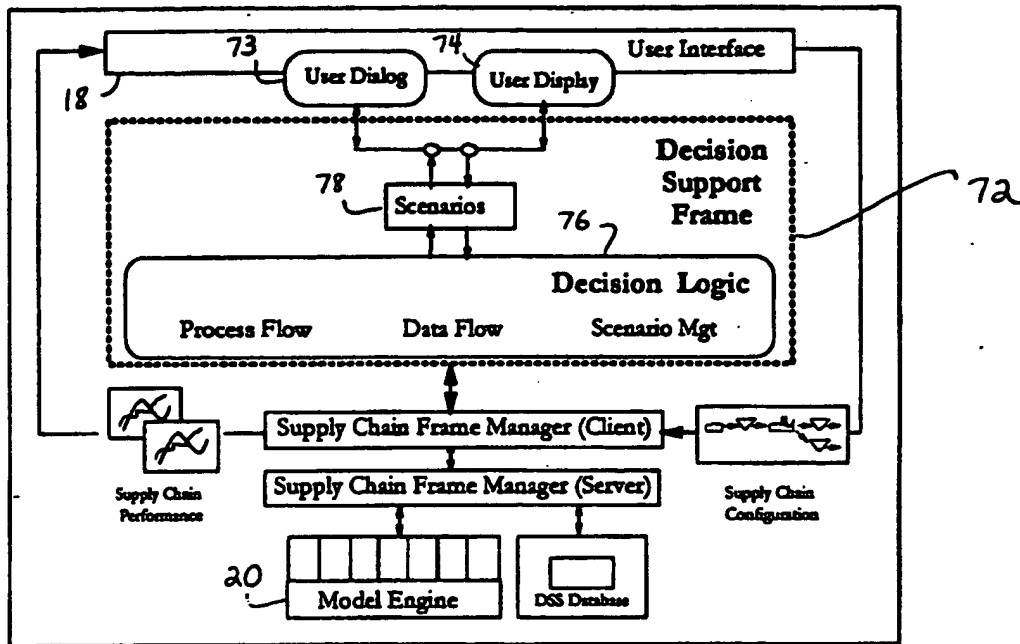 73
74
User Interface
User Dialog
User Display
18
Decision
Support
Frame
72
78
Scenarios
76
Decision Logic
Process Flow
Data Flow
Scenario Mgt
Supply Chain Frame Manager (Client)
Supply Chain Frame Manager (Server)
Supply Chain
Performance
Supply Chain
Configuration
20
Model Engine
DSS Database